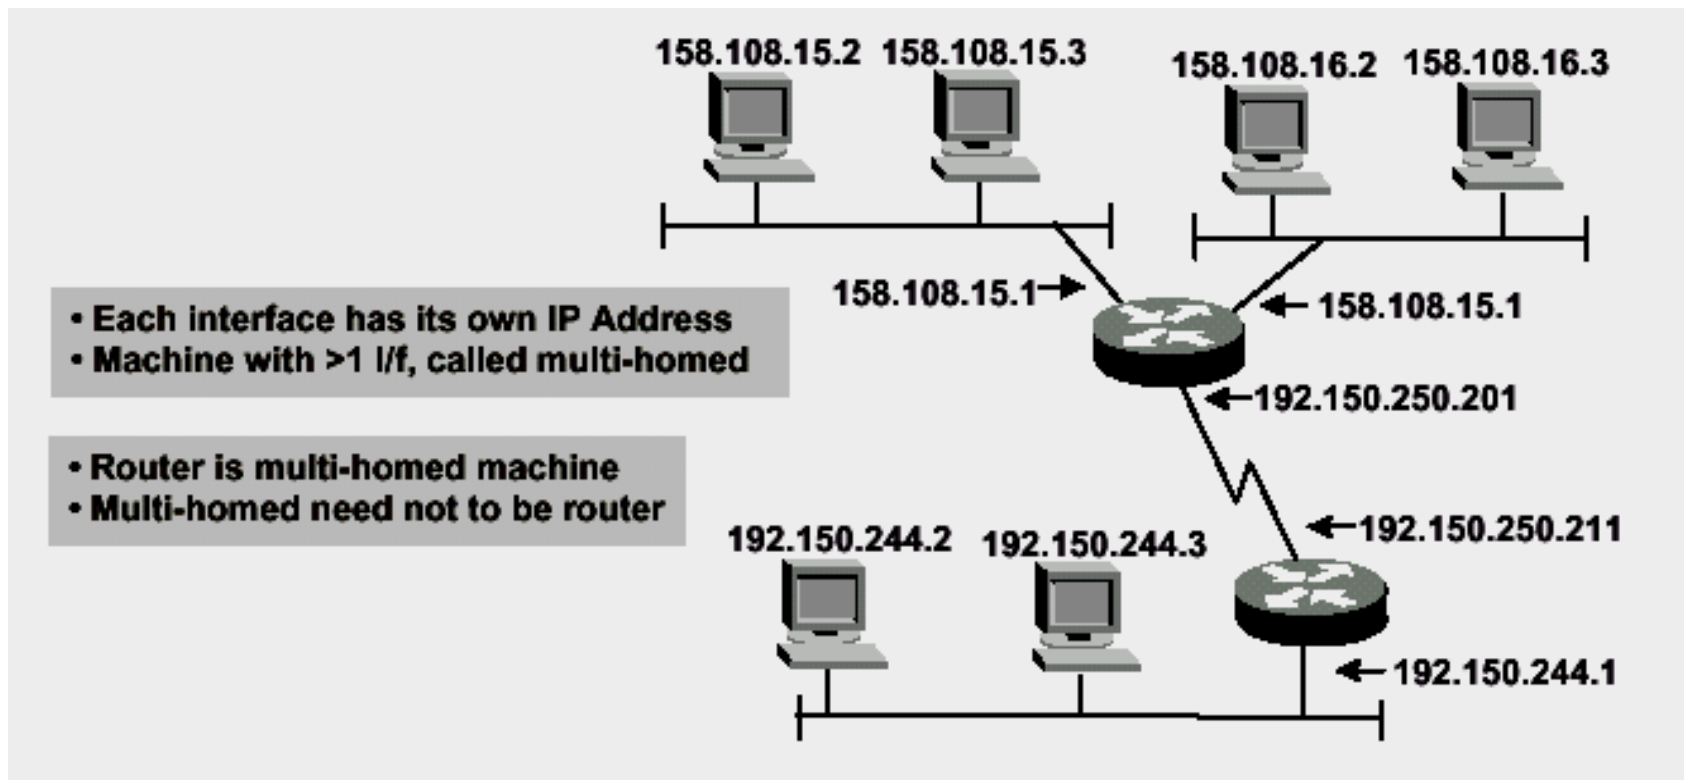 158.108.15.2
158.108.15.3
158.108.16.2
158.108.16.3
158.108.15.1
158.108.15.1
• Each interface has its own IP Address
• Machine with >1 I/f, called multi-homed
192.150.250.201
• Router is multi-homed machine
• Multi-homed need not to be router
192.150.250.211
192.150.244.2
192.150.244.3
192.150.244.1